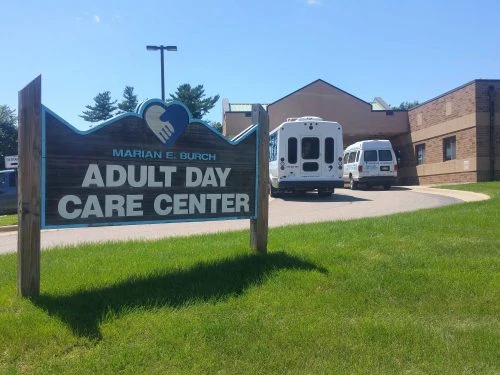 MARIAN E. BURCH
ADULT DAY
CARE CENTER